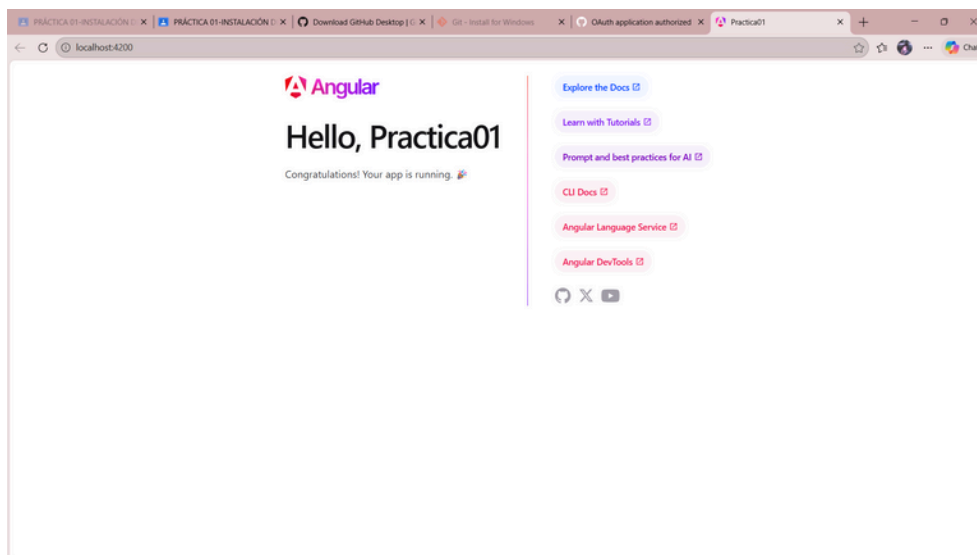 PRÁCTICA 01-INSTALACIÓN D
PRÁCTICA 01-INSTALACIÓN D
Download GitHub Desktop | G
Git - Install for Windows
OAuth application authorized
Practica01
localhost:4200
Chat
Angular
Hello, Practica01
Congratulations! Your app is running. 🎉
Explore the Docs
Learn with Tutorials
Prompt and best practices for AI
CLI Docs
Angular Language Service
Angular DevTools